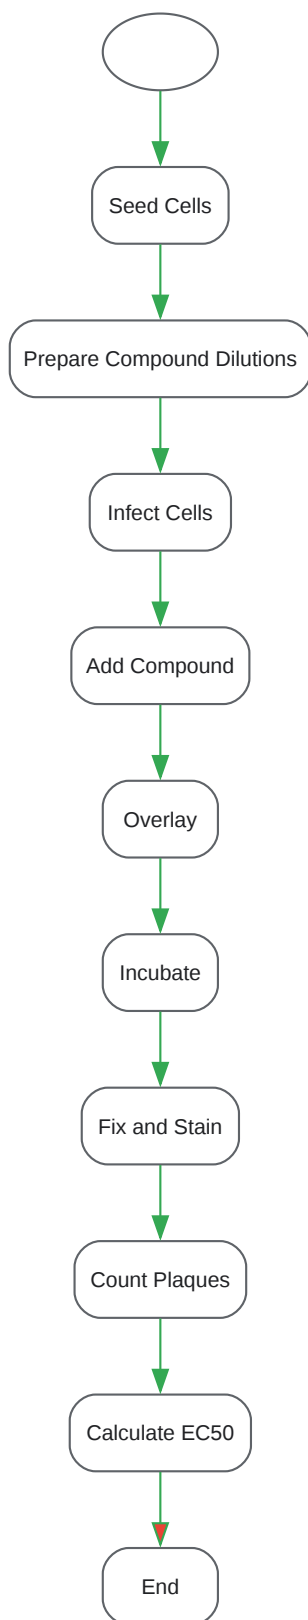 Seed Cells
Prepare Compound Dilutions
Infect Cells
Add Compound
Overlay
Incubate
Fix and Stain
Count Plaques
Calculate EC50
End